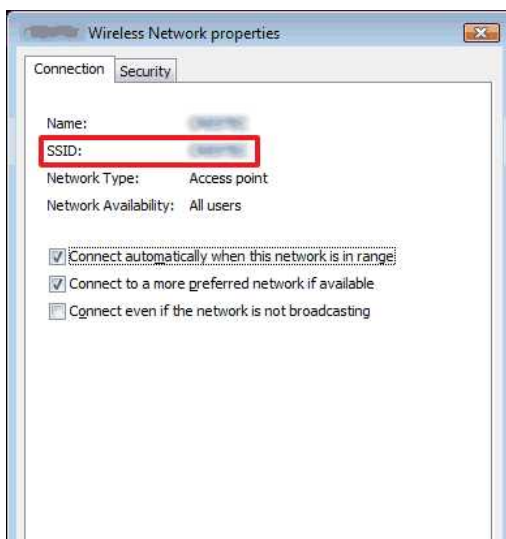 Wireless Network properties
Connection
Security
Name:
SSID:
Network Type: Access point
Network Availability: All users
Connect automatically when this network is in range
Connect to a more preferred network if available
Connect even if the network is not broadcasting